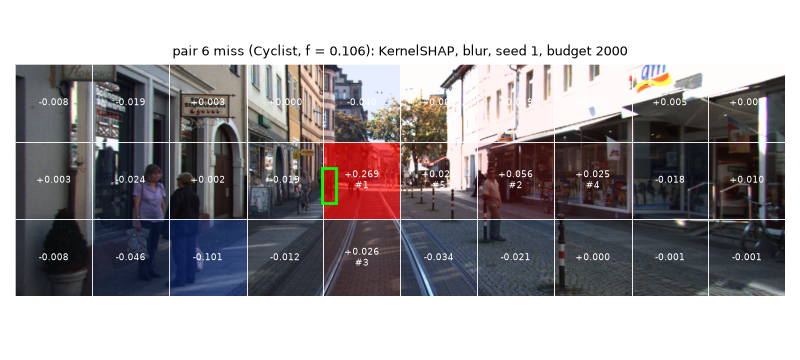 pair 6 miss (Cyclist, f = 0.106): KernelSHAP, blur, seed 1, budget 2000
-0.008 -0.019 +0.003 +0.000 -0.040 +0.005
+0.003 -0.024 +0.002 -0.019 +0.269 +0.056 +0.025 -0.018 +0.010
#1 #5 #2 #4
-0.008 -0.046 -0.101 -0.012 +0.026 -0.034 -0.021 +0.000 -0.001 -0.001
#3